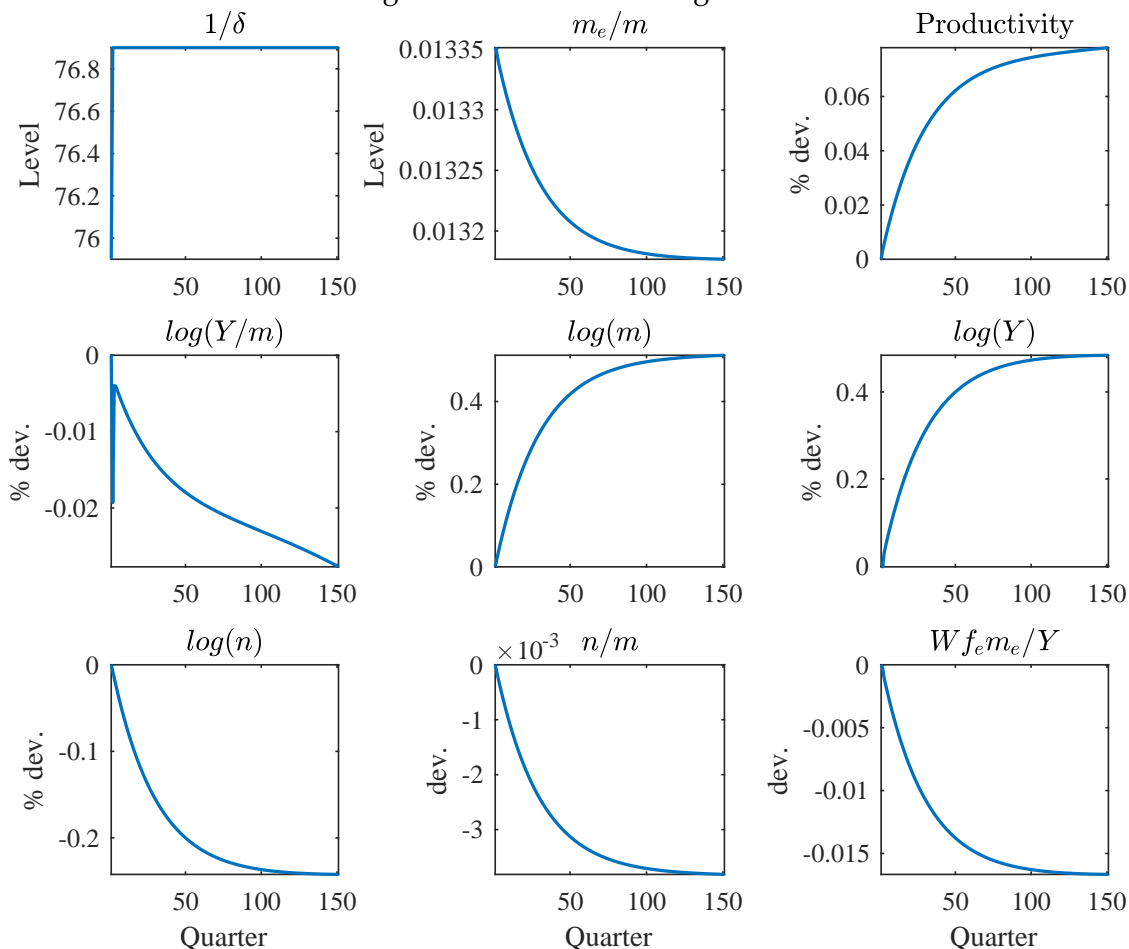 1/δ
76.8
76.6
76.4
76.2
76
Level
50 100 150
m_e/m
0.01335
0.0133
0.01325
0.0132
Level
50 100 150
Productivity
0.06
0.04
0.02
0
% dev.
50 100 150
log(Y/m)
0
-0.01
-0.02
% dev.
50 100 150
log(m)
0.4
0.2
0
% dev.
50 100 150
log(Y)
0.4
0.2
0
% dev.
50 100 150
log(n)
0
-0.1
-0.2
% dev.
50 100 150
Quarter
×10⁻³ n/m
0
-1
-2
-3
dev.
50 100 150
Quarter
Wf_em_e/Y
0
-0.005
-0.01
-0.015
dev.
50 100 150
Quarter